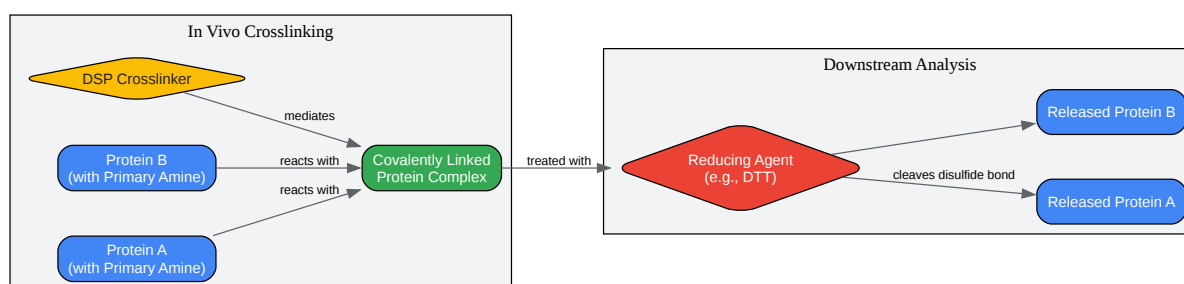 In Vivo Crosslinking
DSP Crosslinker
mediates
Protein B
(with Primary Amine)
reacts with
Covalently Linked
Protein Complex
reacts with
Protein A
(with Primary Amine)
treated with
Downstream Analysis
Reducing Agent
(e.g., DTT)
cleaves disulfide bond
Released Protein B
Released Protein A